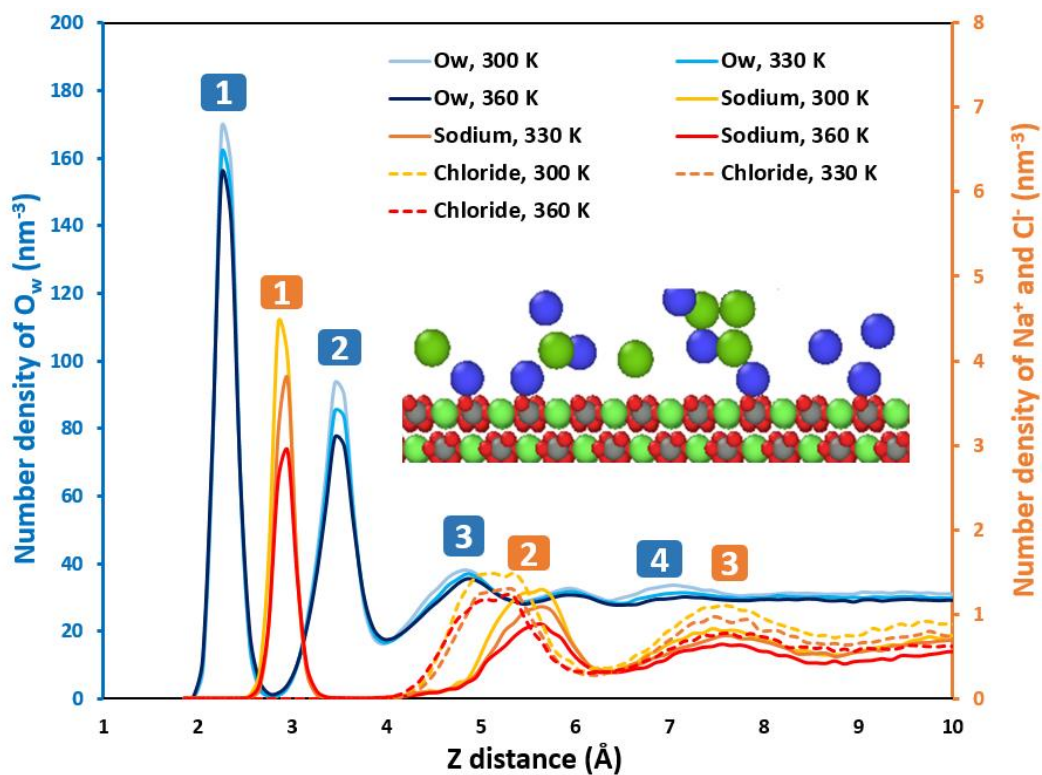 200
180
160
140
120
100
80
60
40
20
0
Number density of Ow (nm-3)
8
7
6
5
4
3
2
1
0
Number density of Na+ and Cl- (nm-3)
Ow, 300 K
Ow, 330 K
Ow, 360 K
Sodium, 300 K
Sodium, 330 K
Sodium, 360 K
Chloride, 300 K
Chloride, 330 K
Chloride, 360 K
1
1
2
3
2
4
3
1 2 3 4 5 6 7 8 9 10
Z distance (Å)